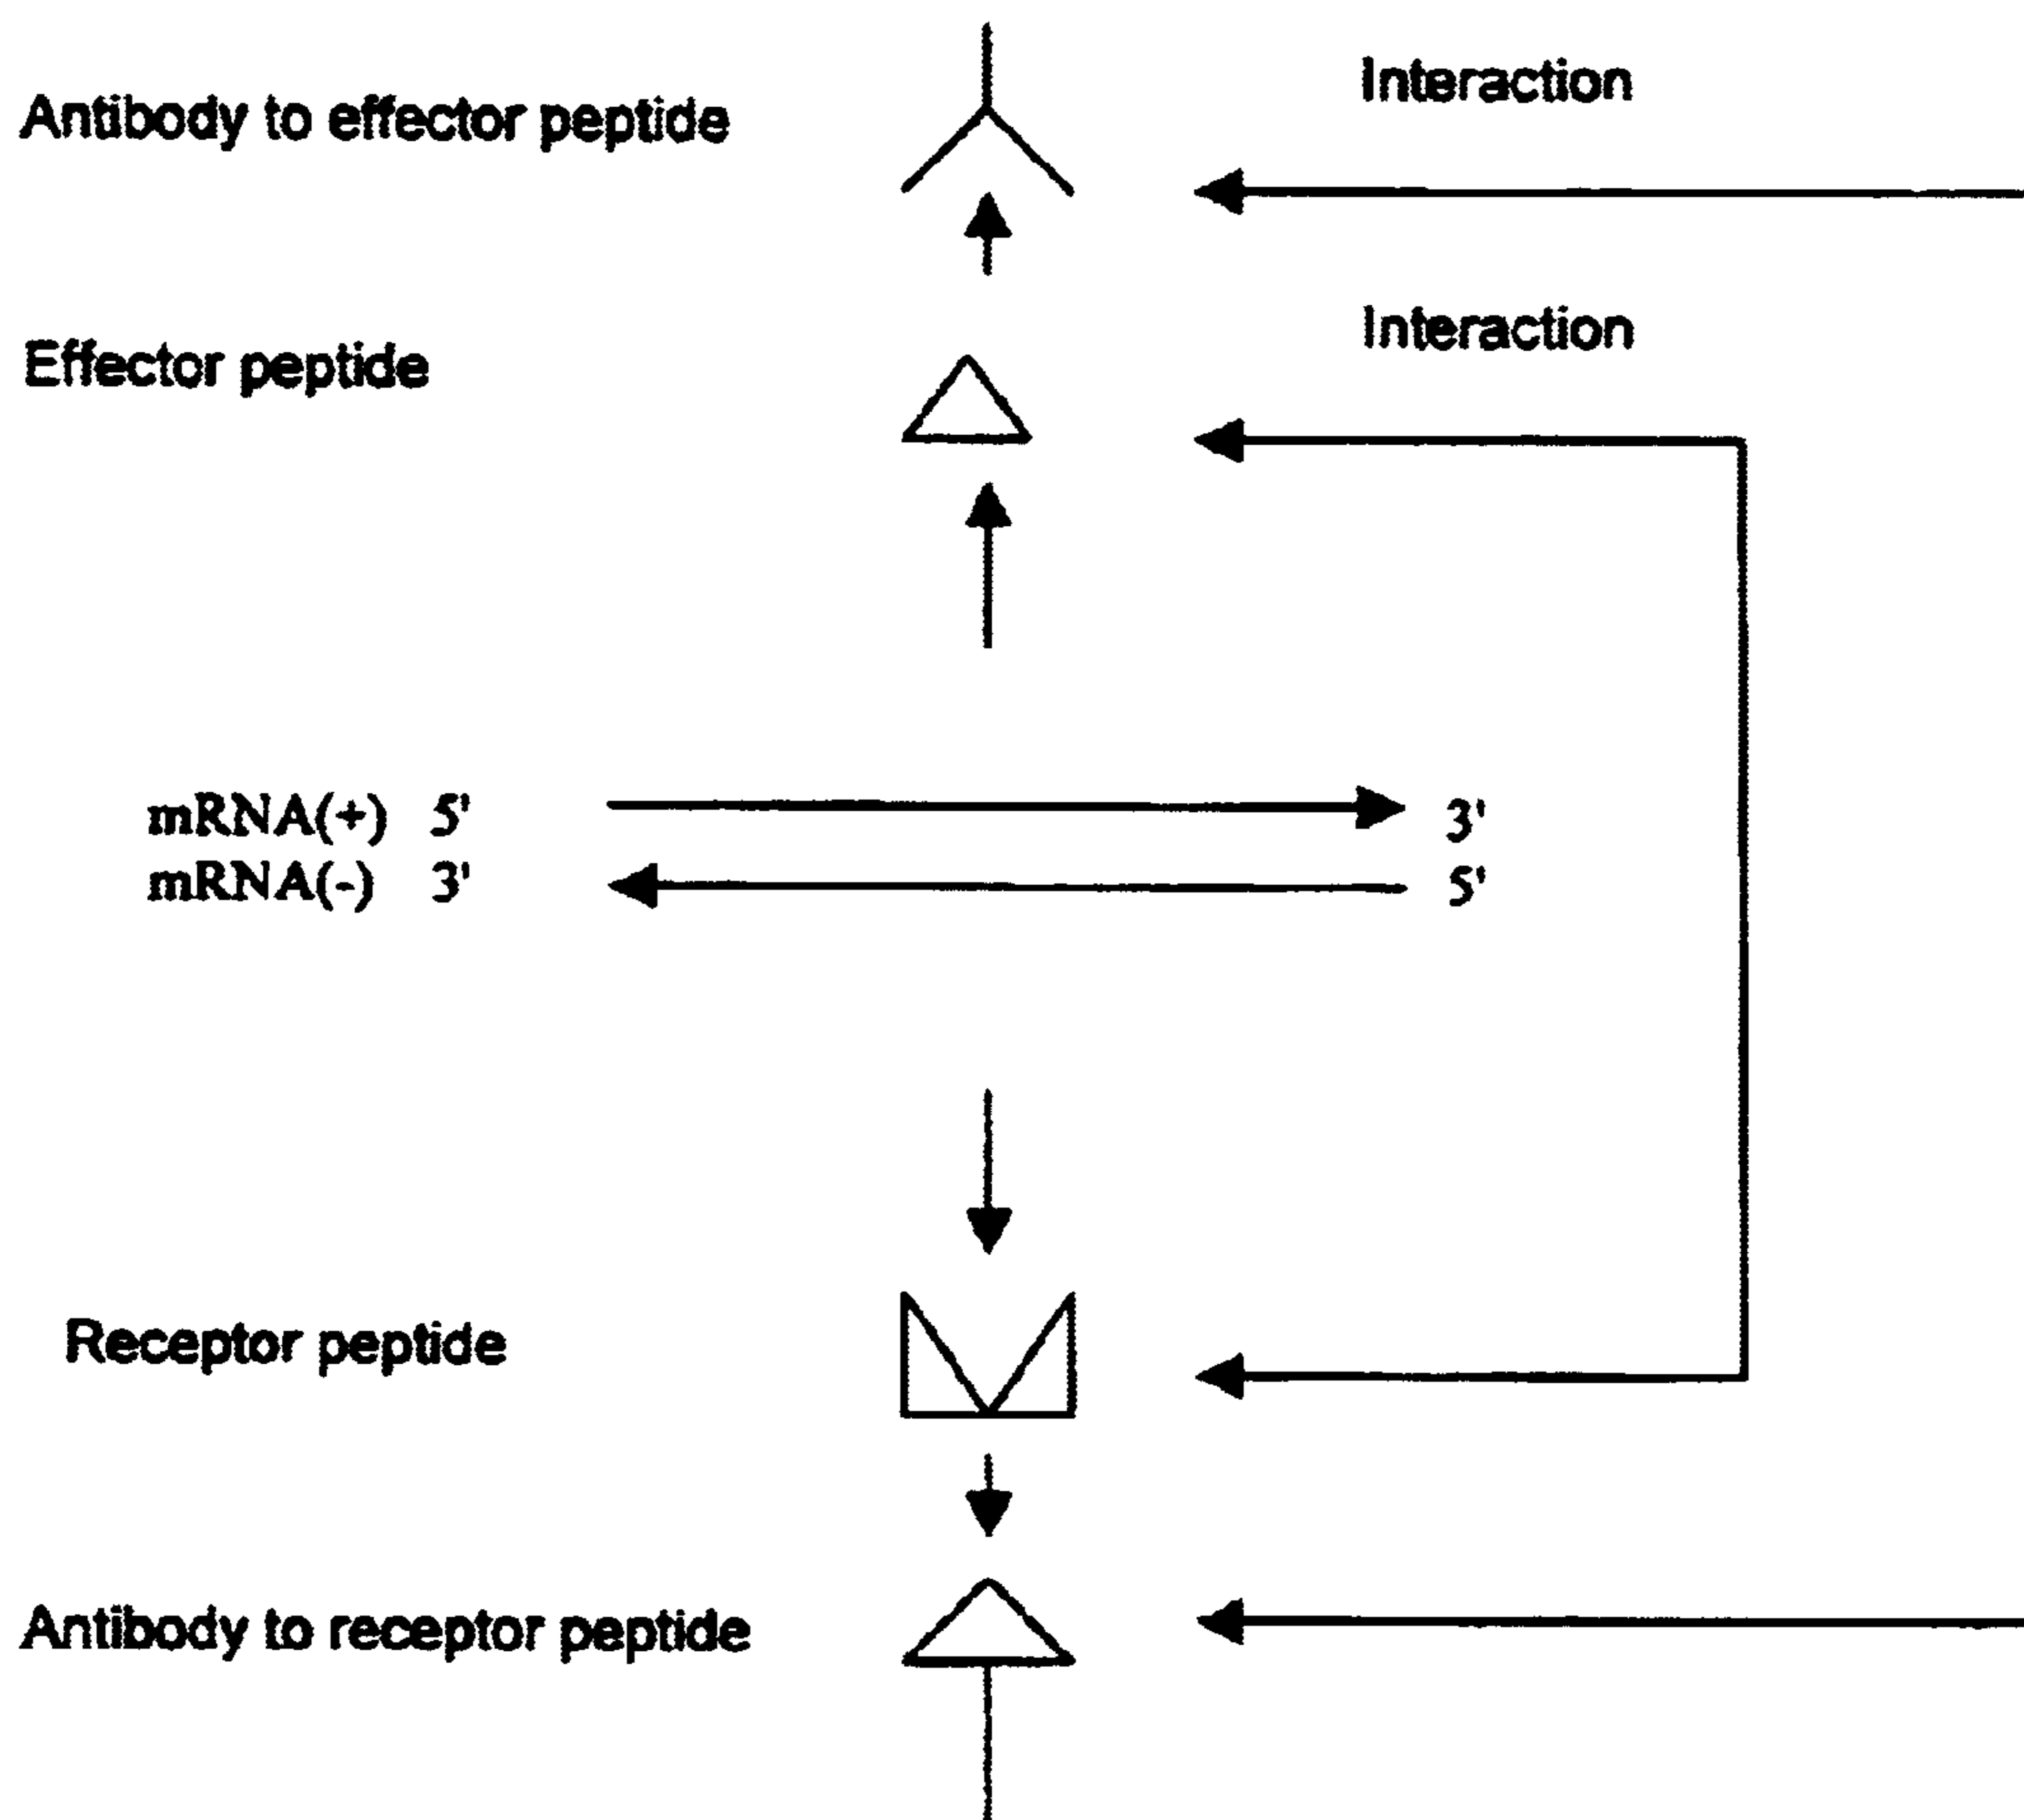 Interaction
Antibody to effector peptide
Interaction
Effector peptide
mRNA(+) 5' 3'
mRNA(-) 3' 5'
Receptor peptide
Antibody to receptor peptide